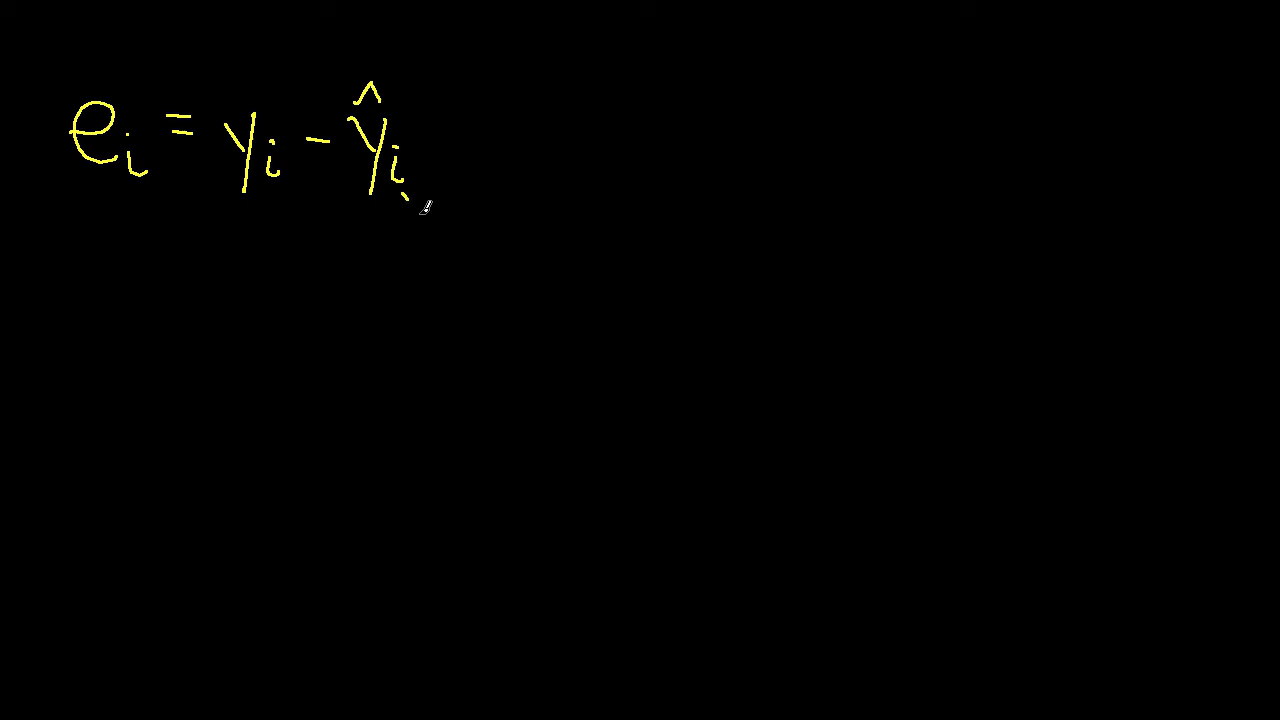 eᵢ = yᵢ - ŷᵢ